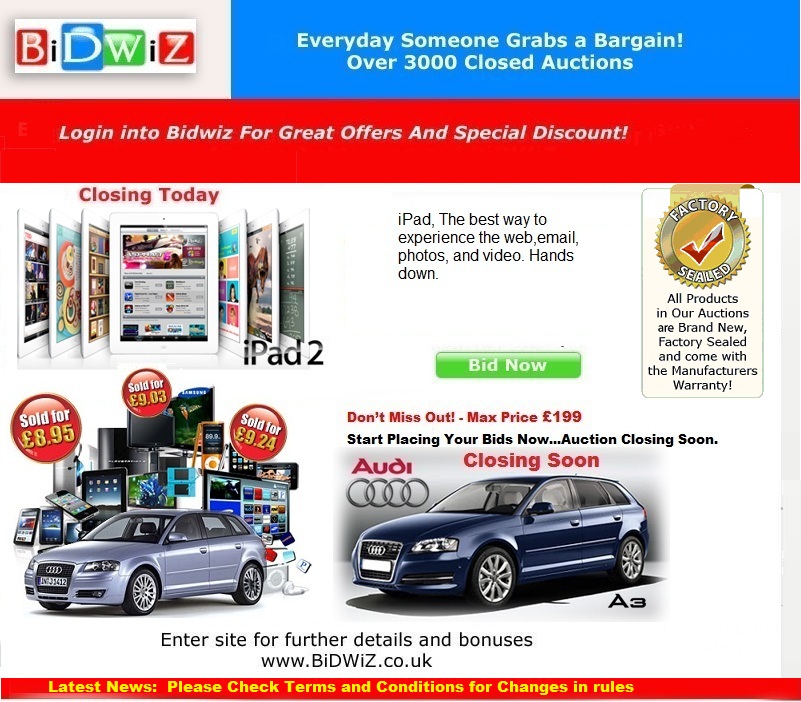 BiDWiZ
Everyday Someone Grabs a Bargain!
Over 3000 Closed Auctions
Login into Bidwiz For Great Offers And Special Discount!
Closing Today
iPad 2
iPad, The best way to
experience the web,email,
photos, and video. Hands
down.
Bid Now
FACTORY
SEALED
All Products
in Our Auctions
are Brand New,
Factory Sealed
and come with
the Manufacturers
Warranty!
Sold for
£8.95
Sold for
£9.03
SAMSUNG
Sold for
£9.24
Don't Miss Out! - Max Price £199
Start Placing Your Bids Now...Auction Closing Soon.
Closing Soon
Audi
A3
Enter site for further details and bonuses
www.BiDWiZ.co.uk
Latest News: Please Check Terms and Conditions for Changes in rules